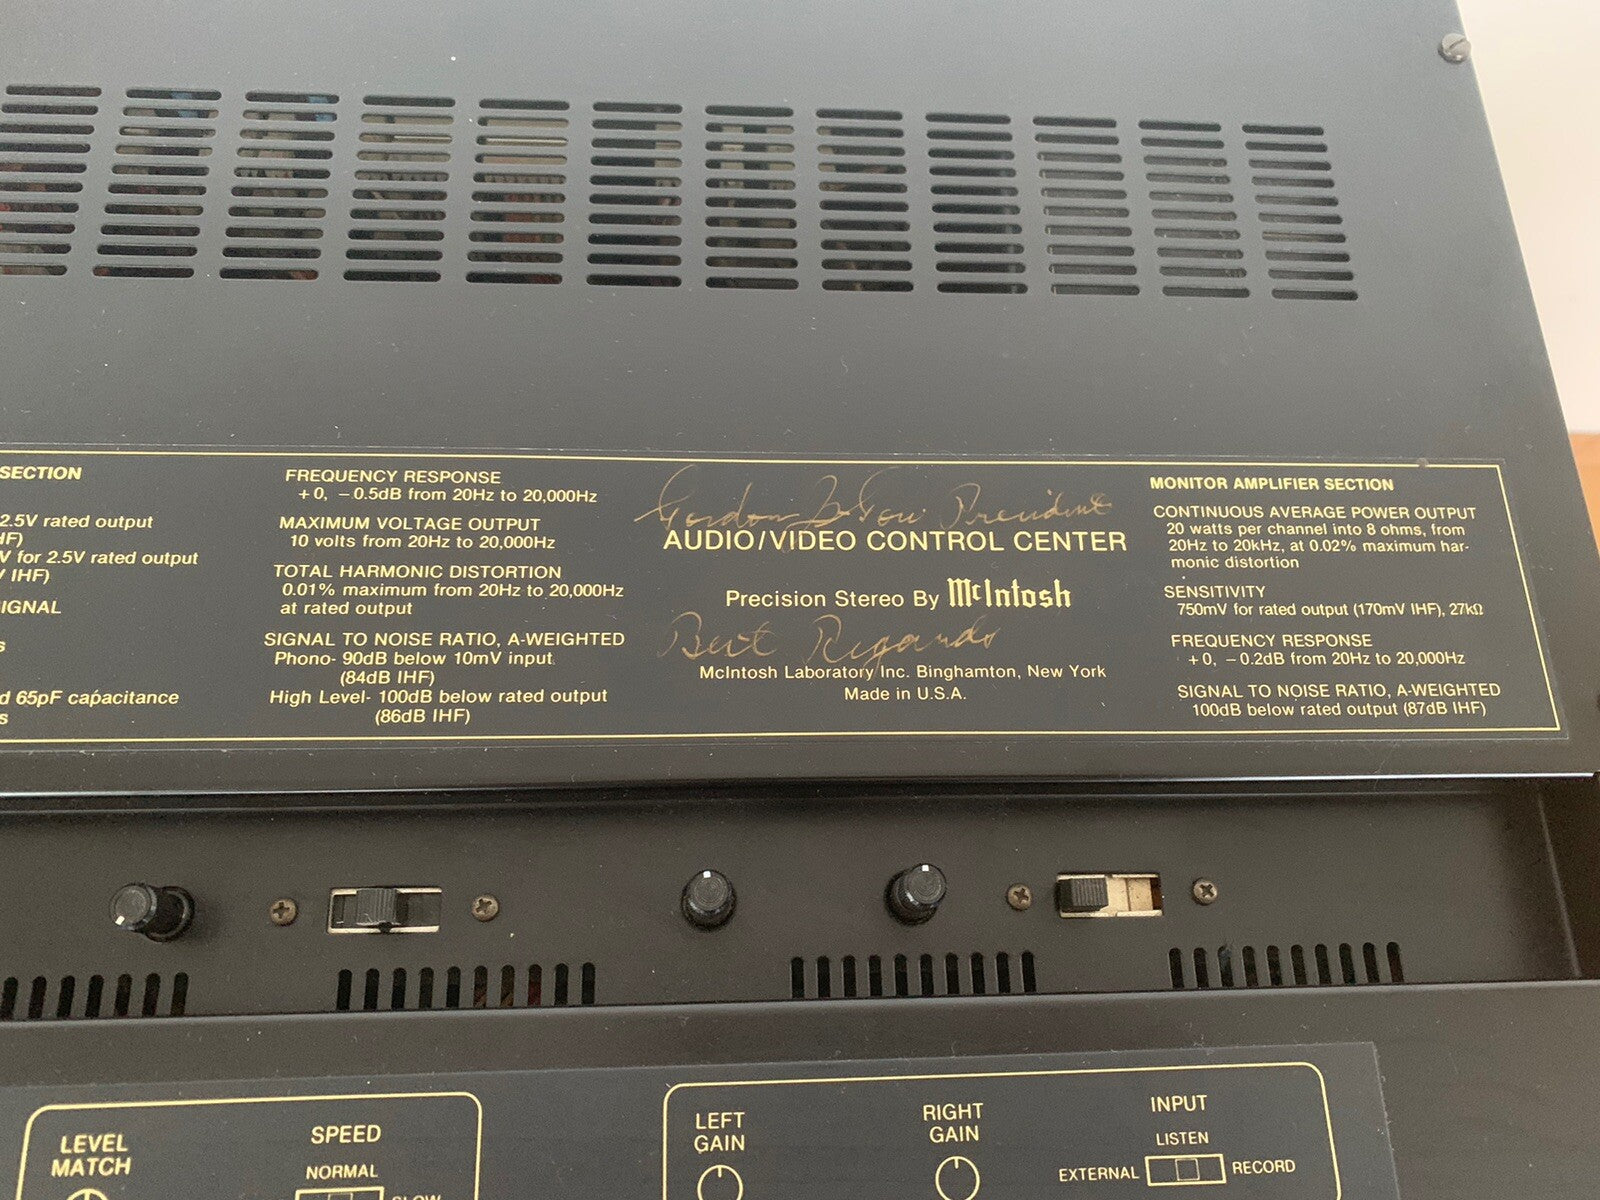 SECTION
2.5V rated output
HF)
V for 2.5V rated output
V IHF)
IGNAL
s
d 65pF capacitance
s
FREQUENCY RESPONSE
+0, −0.5dB from 20Hz to 20,000Hz
MAXIMUM VOLTAGE OUTPUT
10 volts from 20Hz to 20,000Hz
TOTAL HARMONIC DISTORTION
0.01% maximum from 20Hz to 20,000Hz
at rated output
SIGNAL TO NOISE RATIO, A-WEIGHTED
Phono- 90dB below 10mV input.
(84dB IHF)
High Level- 100dB below rated output
(86dB IHF)
Gordon J Gow President
AUDIO/VIDEO CONTROL CENTER
Precision Stereo By McIntosh
Best Regards
McIntosh Laboratory Inc. Binghamton, New York
Made in U.S.A.
MONITOR AMPLIFIER SECTION
CONTINUOUS AVERAGE POWER OUTPUT
20 watts per channel into 8 ohms, from
20Hz to 20kHz, at 0.02% maximum har-
monic distortion
SENSITIVITY
750mV for rated output (170mV IHF), 27kΩ
FREQUENCY RESPONSE
+0, −0.2dB from 20Hz to 20,000Hz
SIGNAL TO NOISE RATIO, A-WEIGHTED
100dB below rated output (87dB IHF)
LEVEL
MATCH
SPEED
NORMAL
SLOW
LEFT
GAIN
RIGHT
GAIN
INPUT
LISTEN
EXTERNAL
RECORD